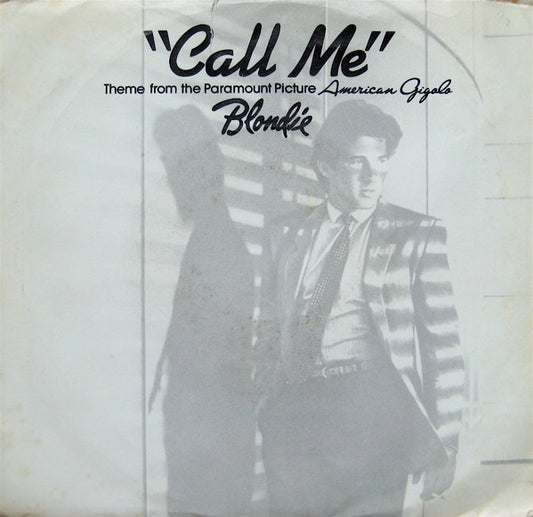 "Call Me"
Theme from the Paramount Picture American Gigolo
Blondie